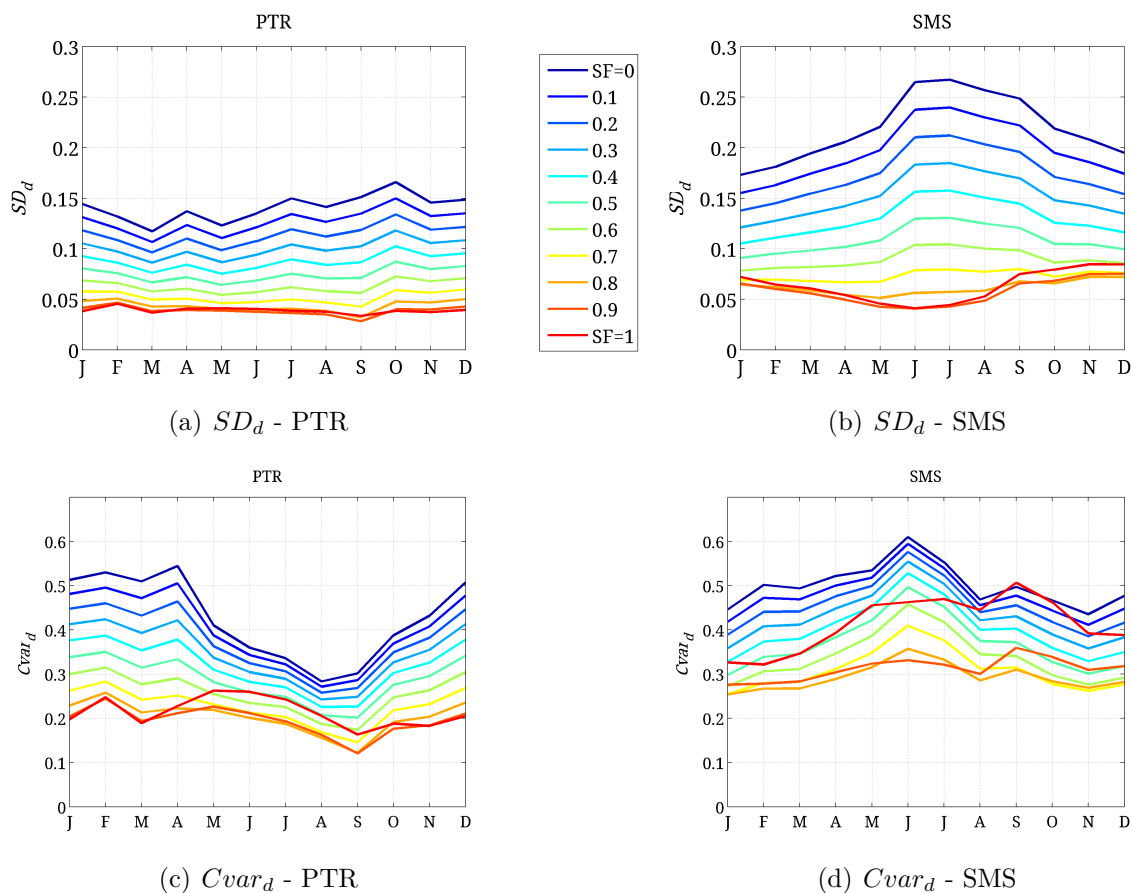 PTR
0.3
0.25
0.2
0.15
0.1
0.05
0
SD_d
J F M A M J J A S O N D
(a) SD_d - PTR
SF=0
0.1
0.2
0.3
0.4
0.5
0.6
0.7
0.8
0.9
SF=1
SMS
0.3
0.25
0.2
0.15
0.1
0.05
0
SD_d
J F M A M J J A S O N D
(b) SD_d - SMS
PTR
0.6
0.5
0.4
0.3
0.2
0.1
0
Cvar_d
J F M A M J J A S O N D
(c) Cvar_d - PTR
SMS
0.6
0.5
0.4
0.3
0.2
0.1
0
Cvar_d
J F M A M J J A S O N D
(d) Cvar_d - SMS